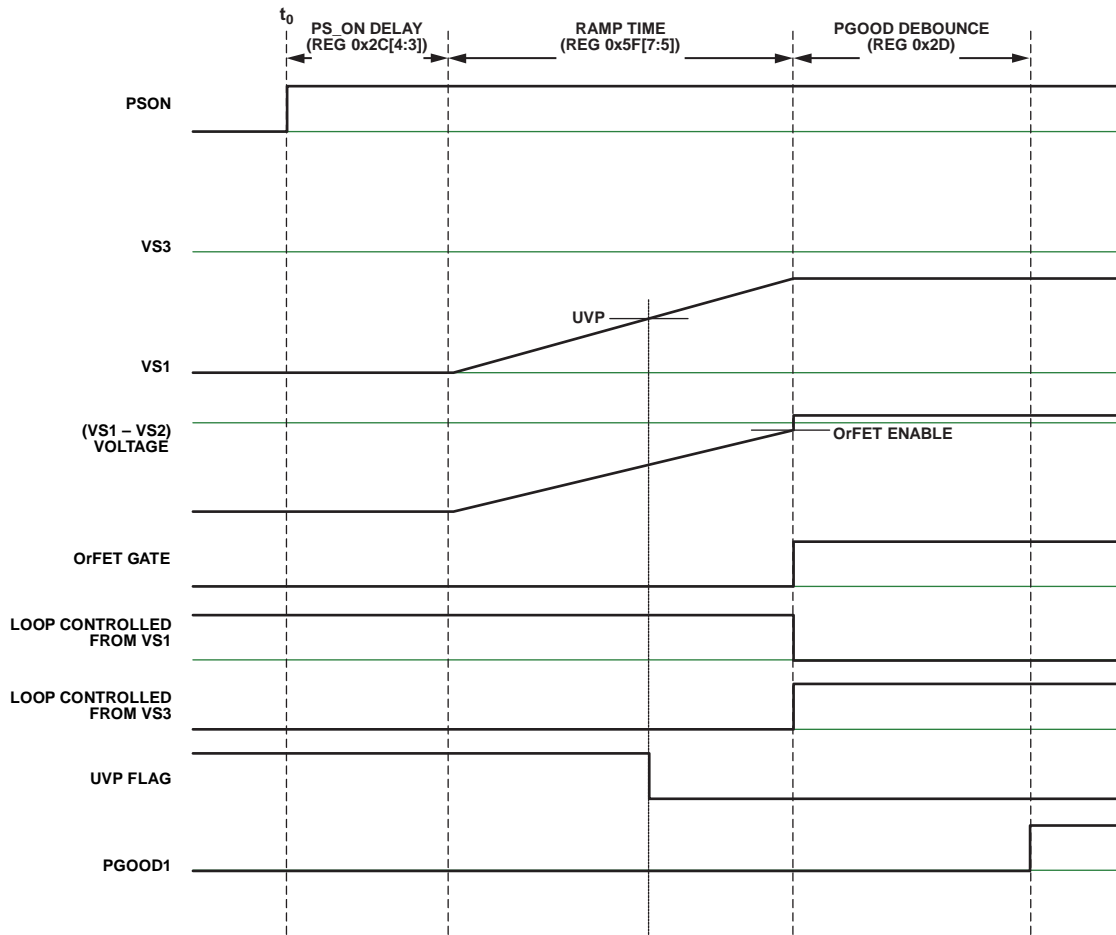 t0
PS_ON DELAY
(REG 0x2C[4:3])
RAMP TIME
(REG 0x5F[7:5])
PGOOD DEBOUNCE
(REG 0x2D)
PSON
VS3
UVP
VS1
(VS1 – VS2)
VOLTAGE
OrFET ENABLE
OrFET GATE
LOOP CONTROLLED
FROM VS1
LOOP CONTROLLED
FROM VS3
UVP FLAG
PGOOD1